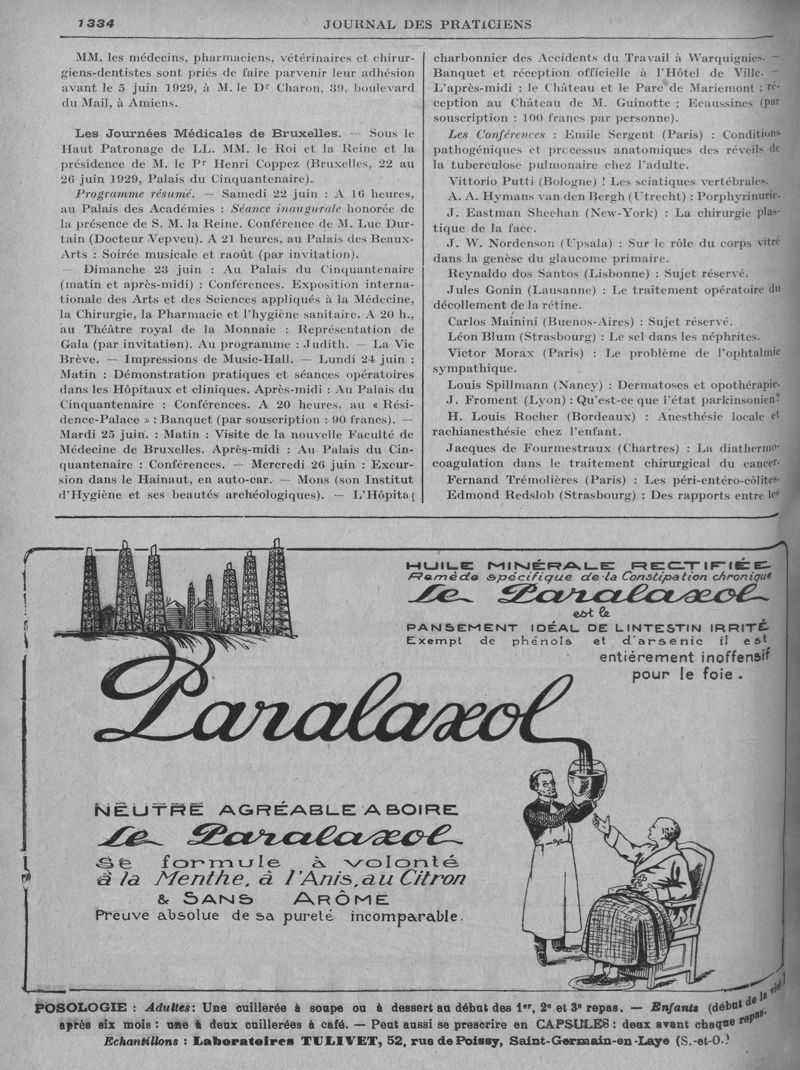 1334
JOURNAL DES PRATICIENS
MM. les médecins, pharmaciens, vétérinaires et chirur-
giens-dentistes sont priés de faire parvenir leur adhésion
avant le 5 juin 1929, à M. le Dr Charon, 39, boulevard
du Mail, à Amiens.
Les Journées Médicales de Bruxelles. — Sous le
Haut Patronage de LL. MM. le Roi et la Reine et la
présidence de M. le Pr Henri Coppez (Bruxelles, 22 au
26 juin 1929, Palais du Cinquantenaire).
Programme résumé. — Samedi 22 juin : A 16 heures,
au Palais des Académies : Séance inaugurale honorée de
la présence de S. M. la Reine. Conférence de M. Luc Dur-
tain (Docteur Vepveu). A 21 heures, au Palais des Beaux-
Arts : Soirée musicale et raoût (par invitation).
— Dimanche 23 juin : Au Palais du Cinquantenaire
(matin et après-midi) : Conférences. Exposition interna-
tionale des Arts et des Sciences appliqués à la Médecine,
la Chirurgie, la Pharmacie et l'hygiène sanitaire. A 20 h.,
au Théâtre royal de la Monnaie : Représentation de
Gala (par invitation). Au programme : Judith. — La Vie
Brève. — Impressions de Music-Hall. — Lundi 24 juin :
Matin : Démonstration pratiques et séances opératoires
dans les Hôpitaux et cliniques. Après-midi : Au Palais du
Cinquantenaire : Conférences. A 20 heures, au « Rési-
dence-Palace » : Banquet (par souscription : 90 francs). —
Mardi 25 juin. : Matin : Visite de la nouvelle Faculté de
Médecine de Bruxelles. Après-midi : Au Palais du Cin-
quantenaire : Conférences. — Mercredi 26 juin : Excur-
sion dans le Hainaut, en auto-car. — Mons (son Institut
d'Hygiène et ses beautés archéologiques). — L'Hôpital
charbonnier des Accidents du Travail à Warquignies. —
Banquet et réception officielle à l'Hôtel de Ville. —
L'après-midi : le Château et le Parc de Mariemont ; ré-
ception au Château de M. Guinotte ; Ecaussines (par
souscription : 100 francs par personne).
Les Conférences : Emile Sergent (Paris) : Conditions
pathogéniques et processus anatomiques des réveils de
la tuberculose pulmonaire chez l'adulte.
Vittorio Putti (Bologne) ! Les sciatiques vertébrales.
A. A. Hymans van den Bergh (Utrecht) : Porphyrinurie.
J. Eastman Sheehan (New-York) : La chirurgie plas-
tique de la face.
J. W. Nordenson (Upsala) : Sur le rôle du corps vitré
dans la genèse du glaucome primaire.
Reynaldo dos Santos (Lisbonne) : Sujet réservé.
Jules Gonin (Lausanne) : Le traitement opératoire du
décollement de la rétine.
Carlos Mainini (Buenos-Aires) : Sujet réservé.
Léon Blum (Strasbourg) : Le sel dans les néphrites.
Victor Morax (Paris) : Le problème de l'ophtalmie
sympathique.
Louis Spillmann (Nancy) : Dermatoses et opothérapie.
J. Froment (Lyon) : Qu'est-ce que l'état parkinsonien?
H. Louis Rocher (Bordeaux) : Anesthésie locale et
rachianesthésie chez l'enfant.
Jacques de Fourmestraux (Chartres) : La diathermo-
coagulation dans le traitement chirurgical du cancer.
Fernand Trémolières (Paris) : Les péri-entéro-côlites.
Edmond Redslob (Strasbourg) : Des rapports entre les
HUILE MINÉRALE RECTIFIÉE
Remède spécifique de la Constipation chronique
Le Paralaxol
est le
PANSEMENT IDÉAL DE LINTESTIN IRRITÉ
Exempt de phénols et d'arsenic il est
entièrement inoffensif
pour le foie.
Paralaxol
NEUTRE AGRÉABLE A BOIRE
Le Paralaxol
Se formule à volonté
à la Menthe, à l'Anis, au Citron
& SANS ARÔME
Preuve absolue de sa pureté incomparable.
POSOLOGIE : Adultes : Une cuillerée à soupe ou à dessert au début des 1er, 2e et 3e repas. — Enfants (début de la vie)
après six mois : une à deux cuillerées à café. — Peut aussi se prescrire en CAPSULES : deux avant chaque repas.
Echantillons : Laboratoires TULIVET, 52, rue de Poissy, Saint-Germain-en-Laye (S.-et-O.)